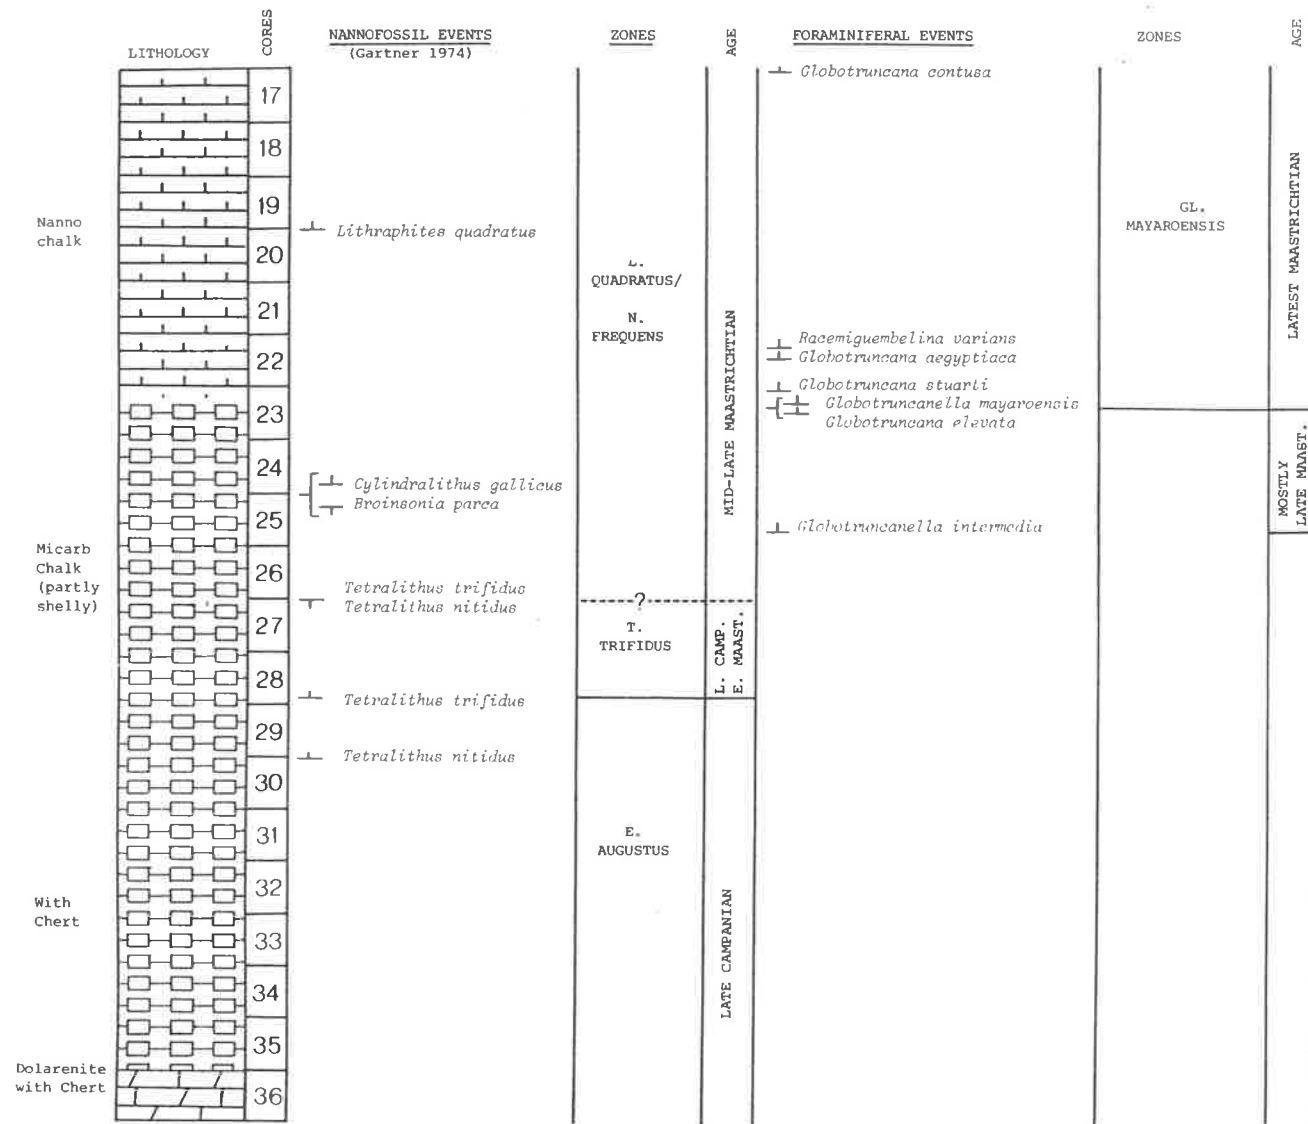 LITHOLOGY
CORES
NANNOFOSSIL EVENTS
(Gartner 1974)
ZONES
AGE
FORAMINIFERAL EVENTS
ZONES
AGE
Nanno
chalk
Micarb
Chalk
(partly
shelly)
With
Chert
Dolarenite
with Chert
17
18
19
20
21
22
23
24
25
26
27
28
29
30
31
32
33
34
35
36
Lithraphites quadratus
Cylindralithus gallicus
Broinsonia parca
Tetralithus trifidus
Tetralithus nitidus
Tetralithus trifidus
Tetralithus nitidus
L.
QUADRATUS/
N.
FREQUENS
?
T.
TRIFIDUS
E.
AUGUSTUS
MID-LATE MAASTRICHTIAN
L. CAMP.
E. MAAST.
LATE CAMPANIAN
Globotruncana contusa
Racemiguembelina varians
Globotruncana aegyptiaca
Globotruncana stuarti
Globotruncanella mayaroensis
Globotruncana elevata
Globotruncanella intermedia
GL.
MAYAROENSIS
LATEST MAASTRICHTIAN
MOSTLY
LATE MAAST.